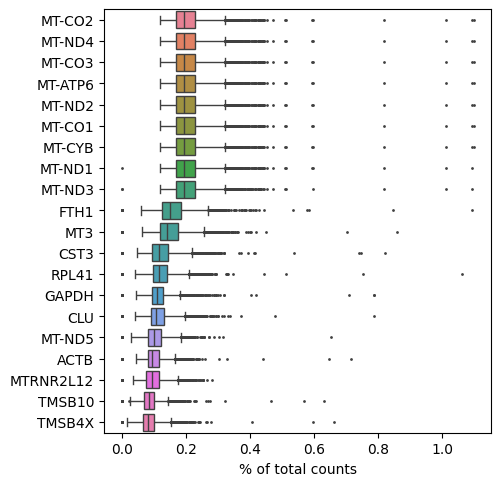 MT-CO2
MT-ND4
MT-CO3
MT-ATP6
MT-ND2
MT-CO1
MT-CYB
MT-ND1
MT-ND3
FTH1
MT3
CST3
RPL41
GAPDH
CLU
MT-ND5
ACTB
MTRNR2L12
TMSB10
TMSB4X
0.0 0.2 0.4 0.6 0.8 1.0
% of total counts